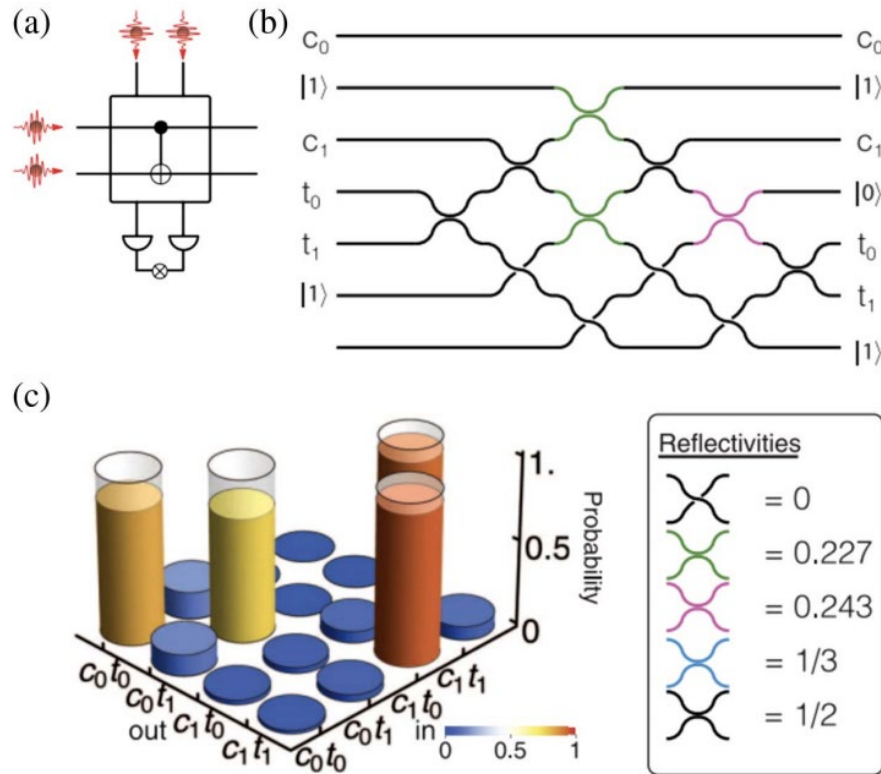 (a)
(b)
C₀
C₀
|1⟩
|1⟩
C₁
C₁
t₀
|0⟩
t₁
t₀
|1⟩
t₁
|1⟩
(c)
1.
0.5
0
Probability
c₀t₀
c₀t₁
c₁t₀
c₁t₁
out
c₀t₀
c₀t₁
c₁t₀
c₁t₁
in
0
0.5
1
Reflectivities
= 0
= 0.227
= 0.243
= 1/3
= 1/2